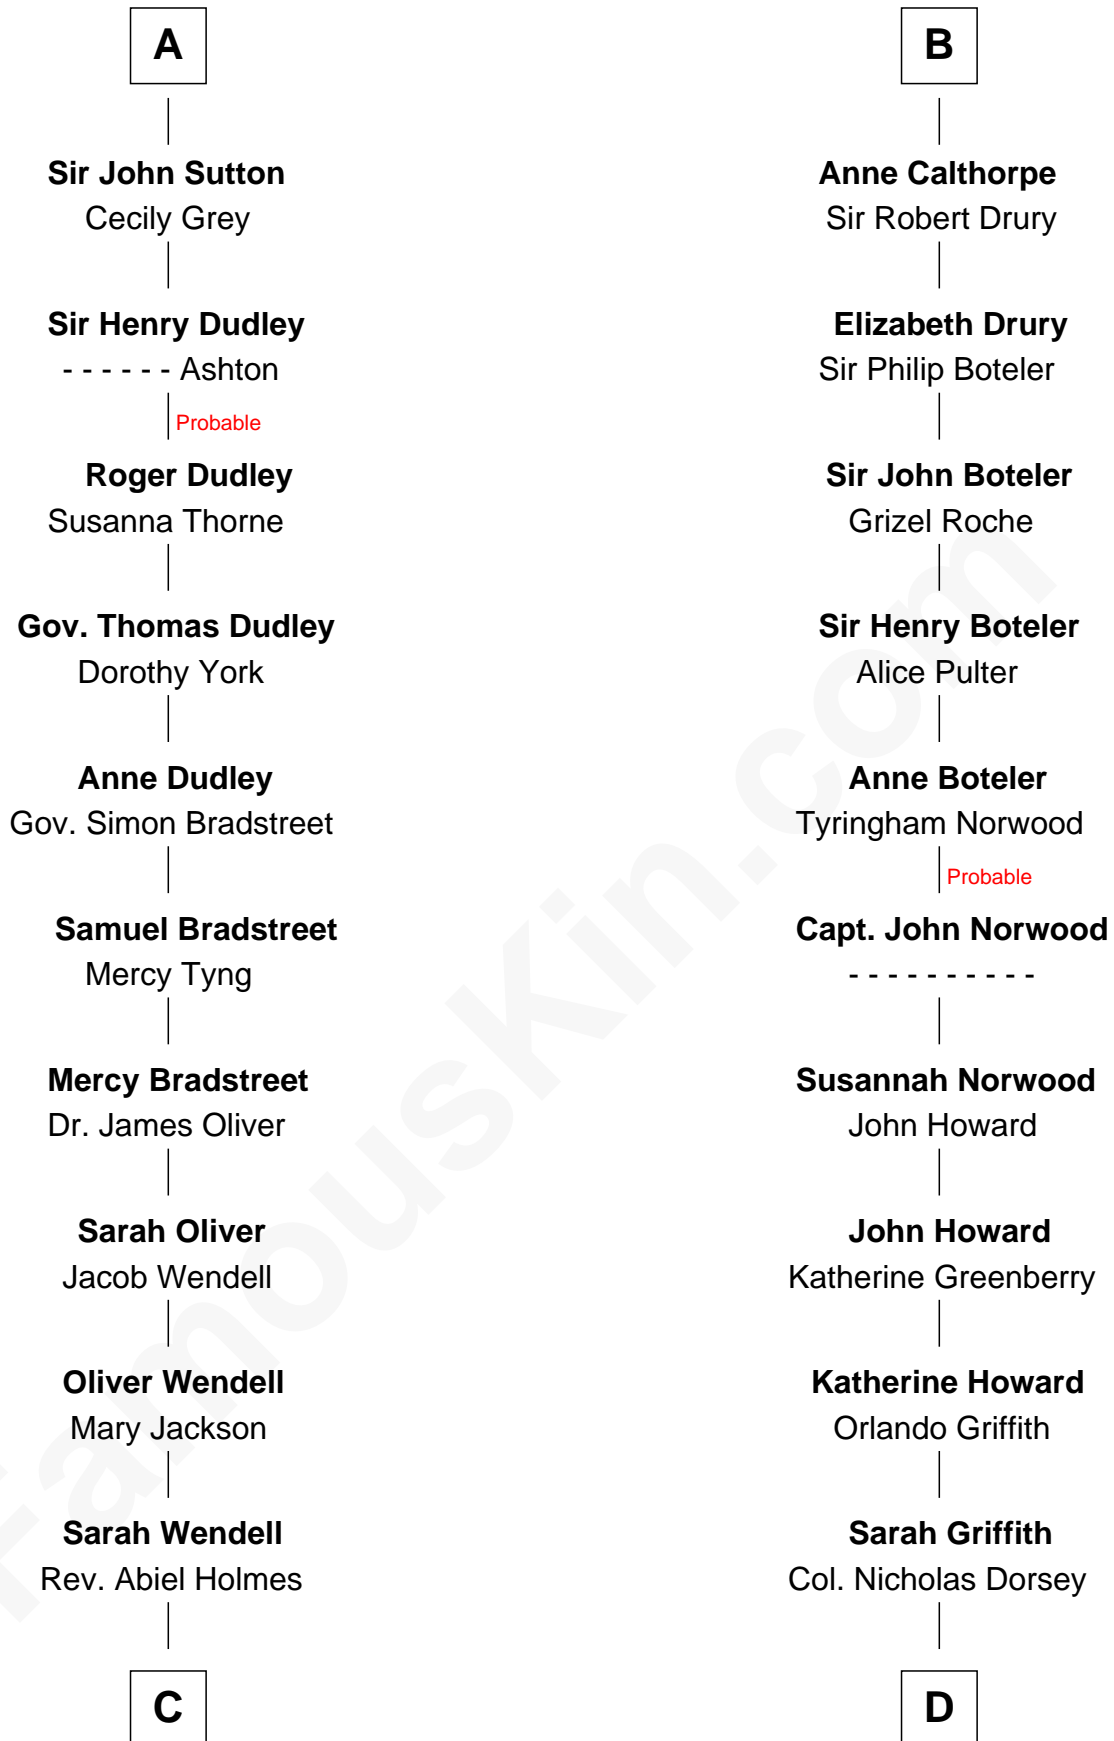 A
Sir John Sutton
Cecily Grey
Sir Henry Dudley
- - - - - - Ashton
Probable
Roger Dudley
Susanna Thorne
Gov. Thomas Dudley
Dorothy York
Anne Dudley
Gov. Simon Bradstreet
Samuel Bradstreet
Mercy Tyng
Mercy Bradstreet
Dr. James Oliver
Sarah Oliver
Jacob Wendell
Oliver Wendell
Mary Jackson
Sarah Wendell
Rev. Abiel Holmes
C
B
Anne Calthorpe
Sir Robert Drury
Elizabeth Drury
Sir Philip Boteler
Sir John Boteler
Grizel Roche
Sir Henry Boteler
Alice Pulter
Anne Boteler
Tyringham Norwood
Probable
Capt. John Norwood
- - - - - - - - - -
Susannah Norwood
John Howard
John Howard
Katherine Greenberry
Katherine Howard
Orlando Griffith
Sarah Griffith
Col. Nicholas Dorsey
D
FamousKin.com